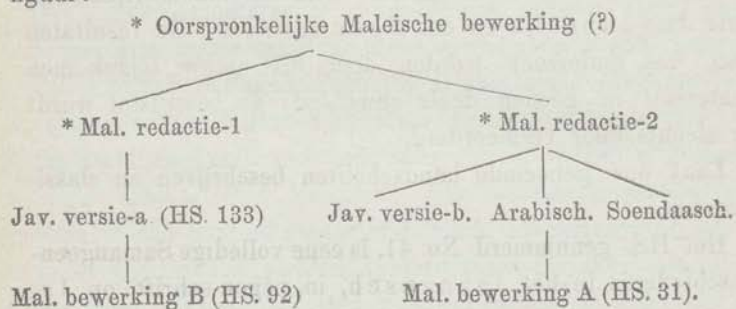 * Oorspronkelijke Maleische bewerking (?)
* Mal. redactie-1 * Mal. redactie-2
Jav. versie-a (HS. 133) Jav. versie-b. Arabisch. Soendaasch.
Mal. bewerking B (HS. 92) Mal. bewerking A (HS. 31).